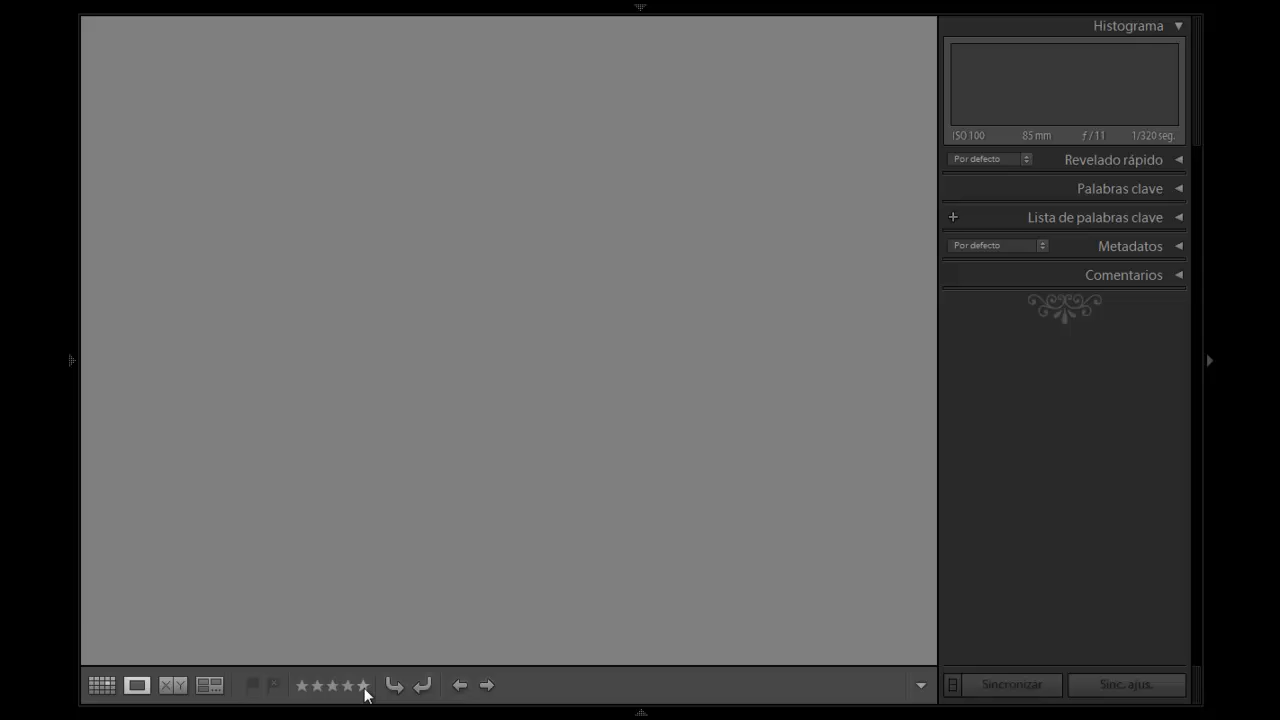 Histograma
ISO 100 85 mm ƒ / 11 1/320 seg.
Por defecto Revelado rápido
Palabras clave
+ Lista de palabras clave
Por defecto Metadatos
Comentarios
XY
Sincronizar Sinc. ajus.